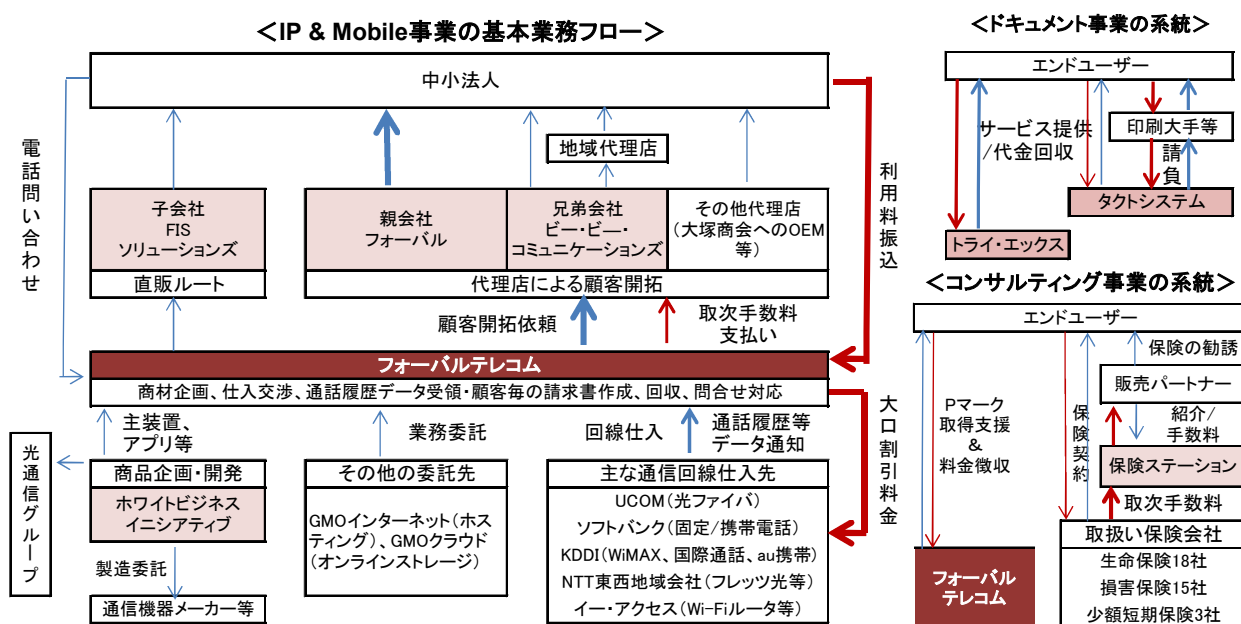 ＜IP & Mobile事業の基本業務フロー＞
中小法人
電話問い合わせ
地域代理店
利用料振込
子会社
FIS
ソリューションズ
直販ルート
親会社
フォーバル
兄弟会社
ビー・ビー・
コミュニケーションズ
その他代理店
(大塚商会へのOEM
等)
代理店による顧客開拓
顧客開拓依頼
取次手数料
支払い
フォーバルテレコム
商材企画、仕入交渉、通話履歴データ受領・顧客毎の請求書作成、回収、問合せ対応
主装置、
アプリ等
業務委託
回線仕入
通話履歴等
データ通知
大口割引料金
光通信グループ
商品企画・開発
ホワイトビジネス
イニシアティブ
製造委託
通信機器メーカー等
その他の委託先
GMOインターネット(ホス
ティング)、GMOクラウド
(オンラインストレージ)
主な通信回線仕入先
UCOM(光ファイバ)
ソフトバンク(固定/携帯電話)
KDDI(WiMAX、国際通話、au携帯)
NTT東西地域会社(フレッツ光等)
イー・アクセス(Wi-Fiルータ等)
＜ドキュメント事業の系統＞
エンドユーザー
サービス提供
/代金回収
印刷大手等
請負
タクトシステム
トライ・エックス
＜コンサルティング事業の系統＞
エンドユーザー
保険の勧誘
販売パートナー
Pマーク
取得支援
&
料金徴収
保険契約
紹介/
手数料
保険ステーション
取次手数料
取扱い保険会社
生命保険18社
損害保険15社
少額短期保険3社
フォーバル
テレコム